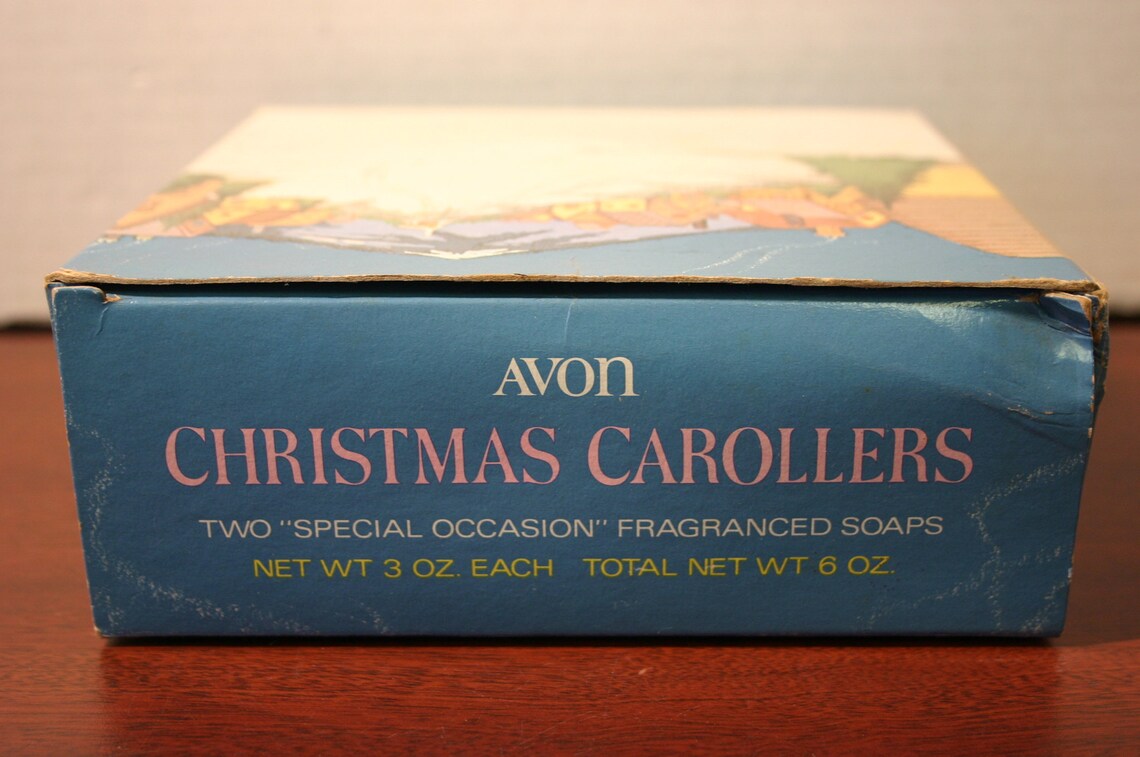 AVON
CHRISTMAS CAROLLERS
TWO "SPECIAL OCCASION" FRAGRANCED SOAPS
NET WT 3 OZ. EACH TOTAL NET WT 6 OZ.